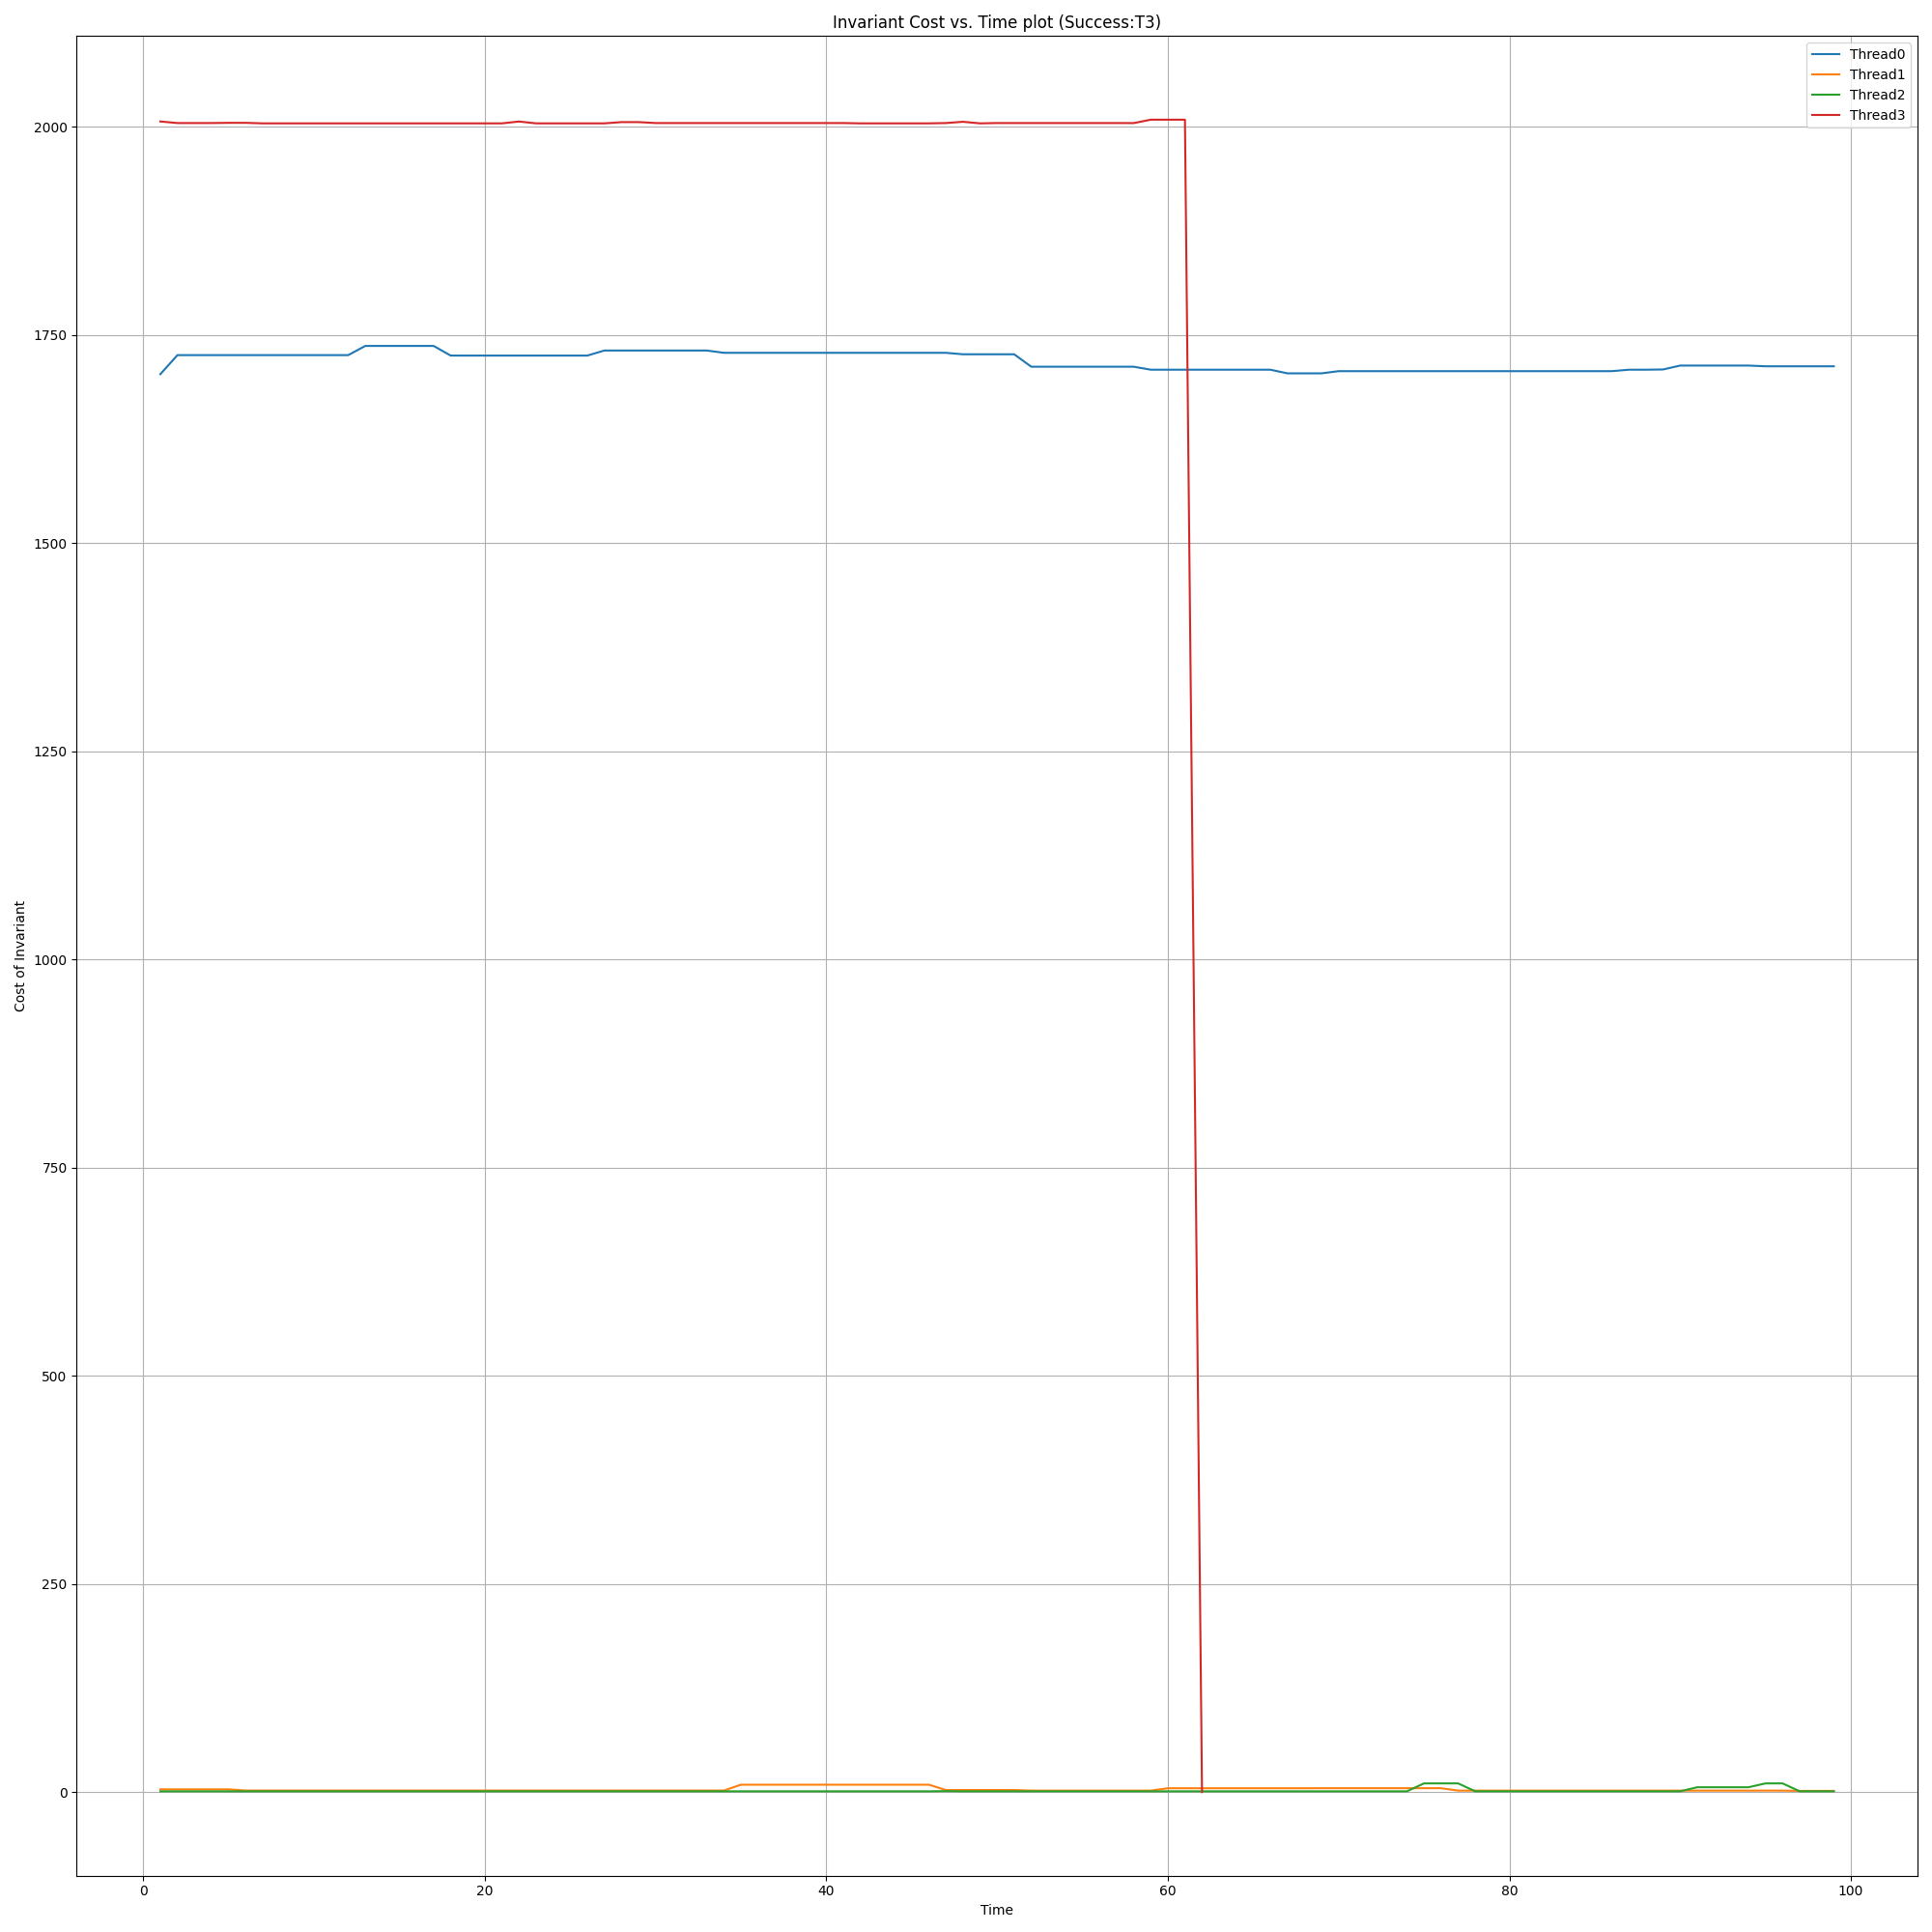 Invariant Cost vs. Time plot (Success:T3)
Thread0
Thread1
Thread2
Thread3
2000
1750
1500
1250
1000
750
500
250
0
Cost of Invariant
0 20 40 60 80 100
Time